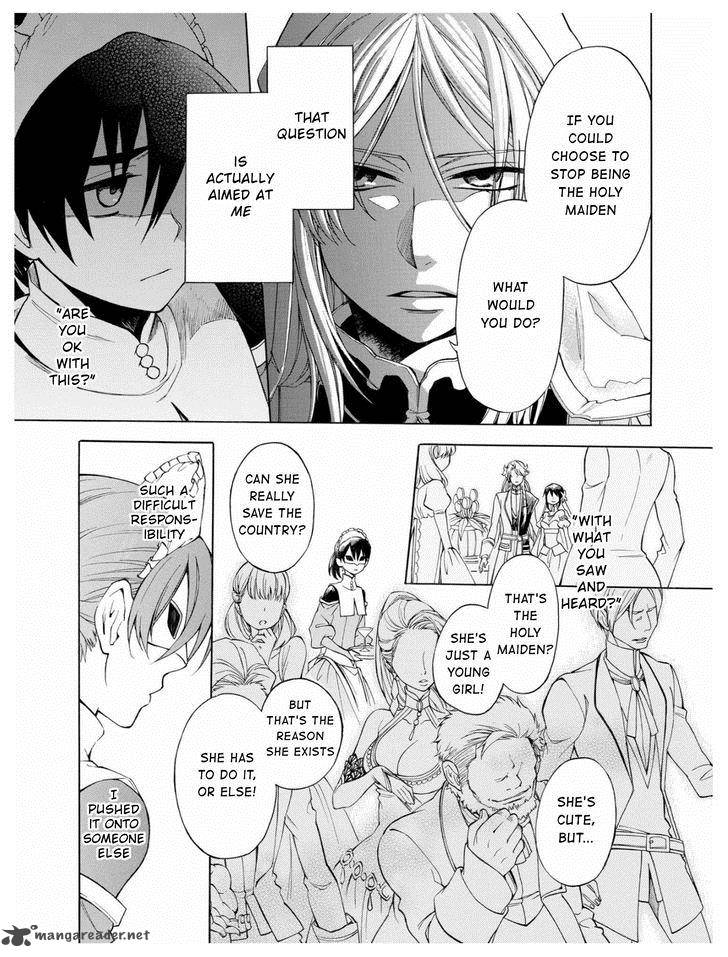 IF YOU
COULD
CHOOSE TO
STOP BEING
THE HOLY
MAIDEN
WHAT
WOULD
YOU DO?
THAT
QUESTION
IS
ACTUALLY
AIMED AT
ME
"ARE
YOU
OK
WITH
THIS?"
"WITH
WHAT
YOU
SAW
AND
HEARD?"
THAT'S
THE
HOLY
MAIDEN?
SHE'S
JUST A
YOUNG
GIRL!
SHE'S
CUTE,
BUT...
CAN SHE
REALLY
SAVE THE
COUNTRY?
BUT
THAT'S THE
REASON
SHE EXISTS
SHE HAS
TO DO IT,
OR ELSE!
SUCH A
DIFFICULT
RESPONS-
IBILITY
I
PUSHED
IT ONTO
SOMEONE
ELSE
mangareader.net